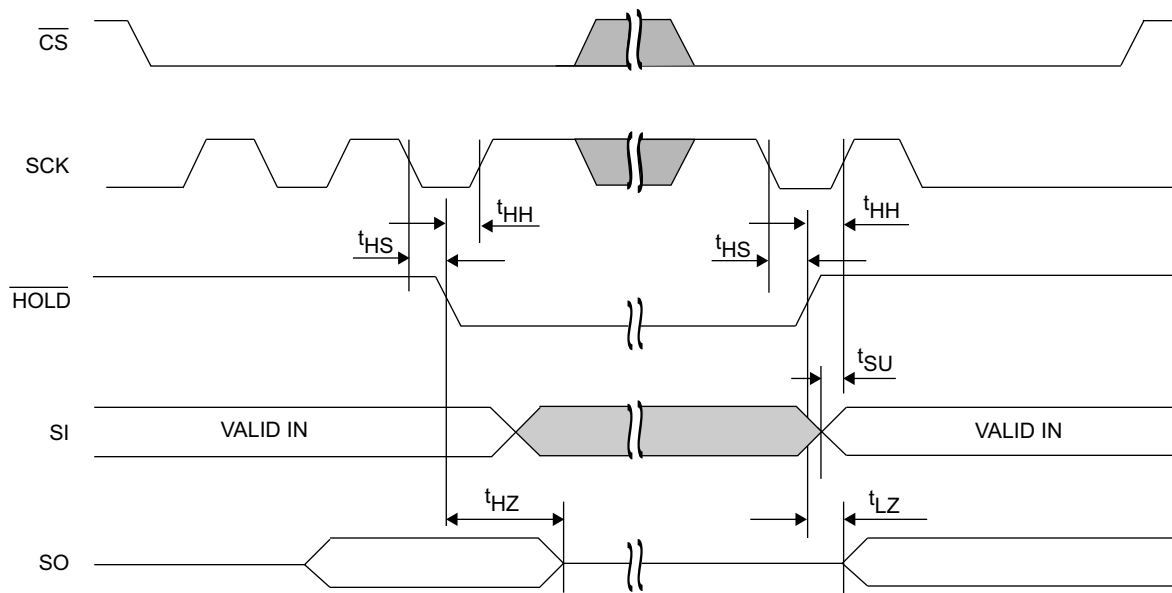 CS
SCK
tHH
tHH
tHS
tHS
HOLD
tSU
SI
VALID IN
VALID IN
tHZ
tLZ
SO